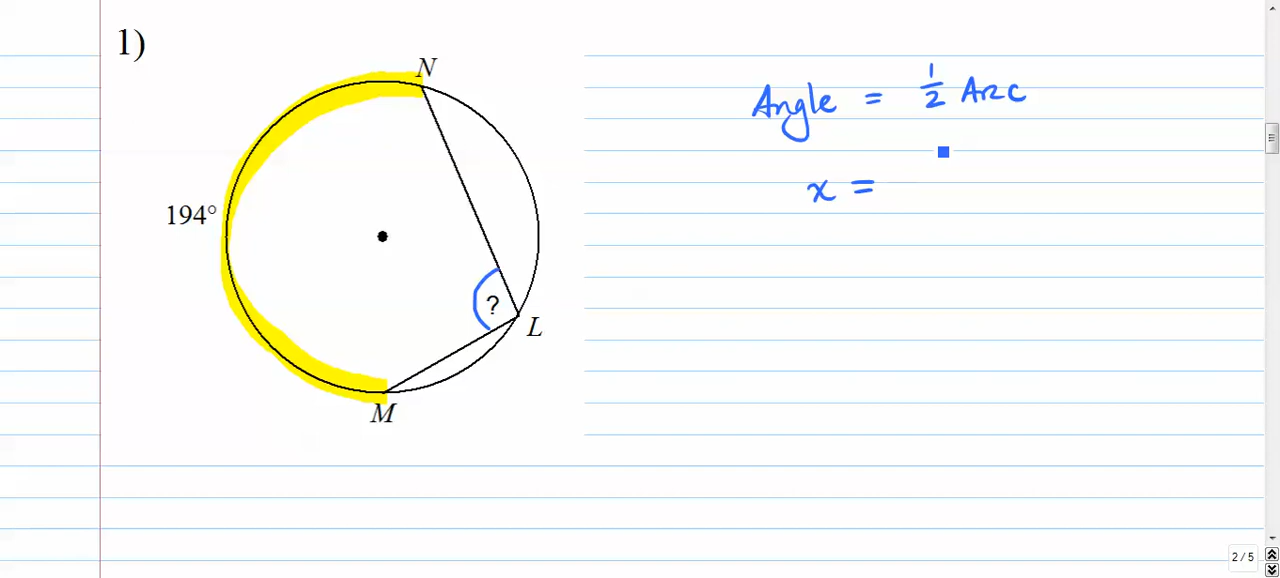 1)
N
Angle = 1/2 Arc
x =
194°
?
L
M
2 / 5